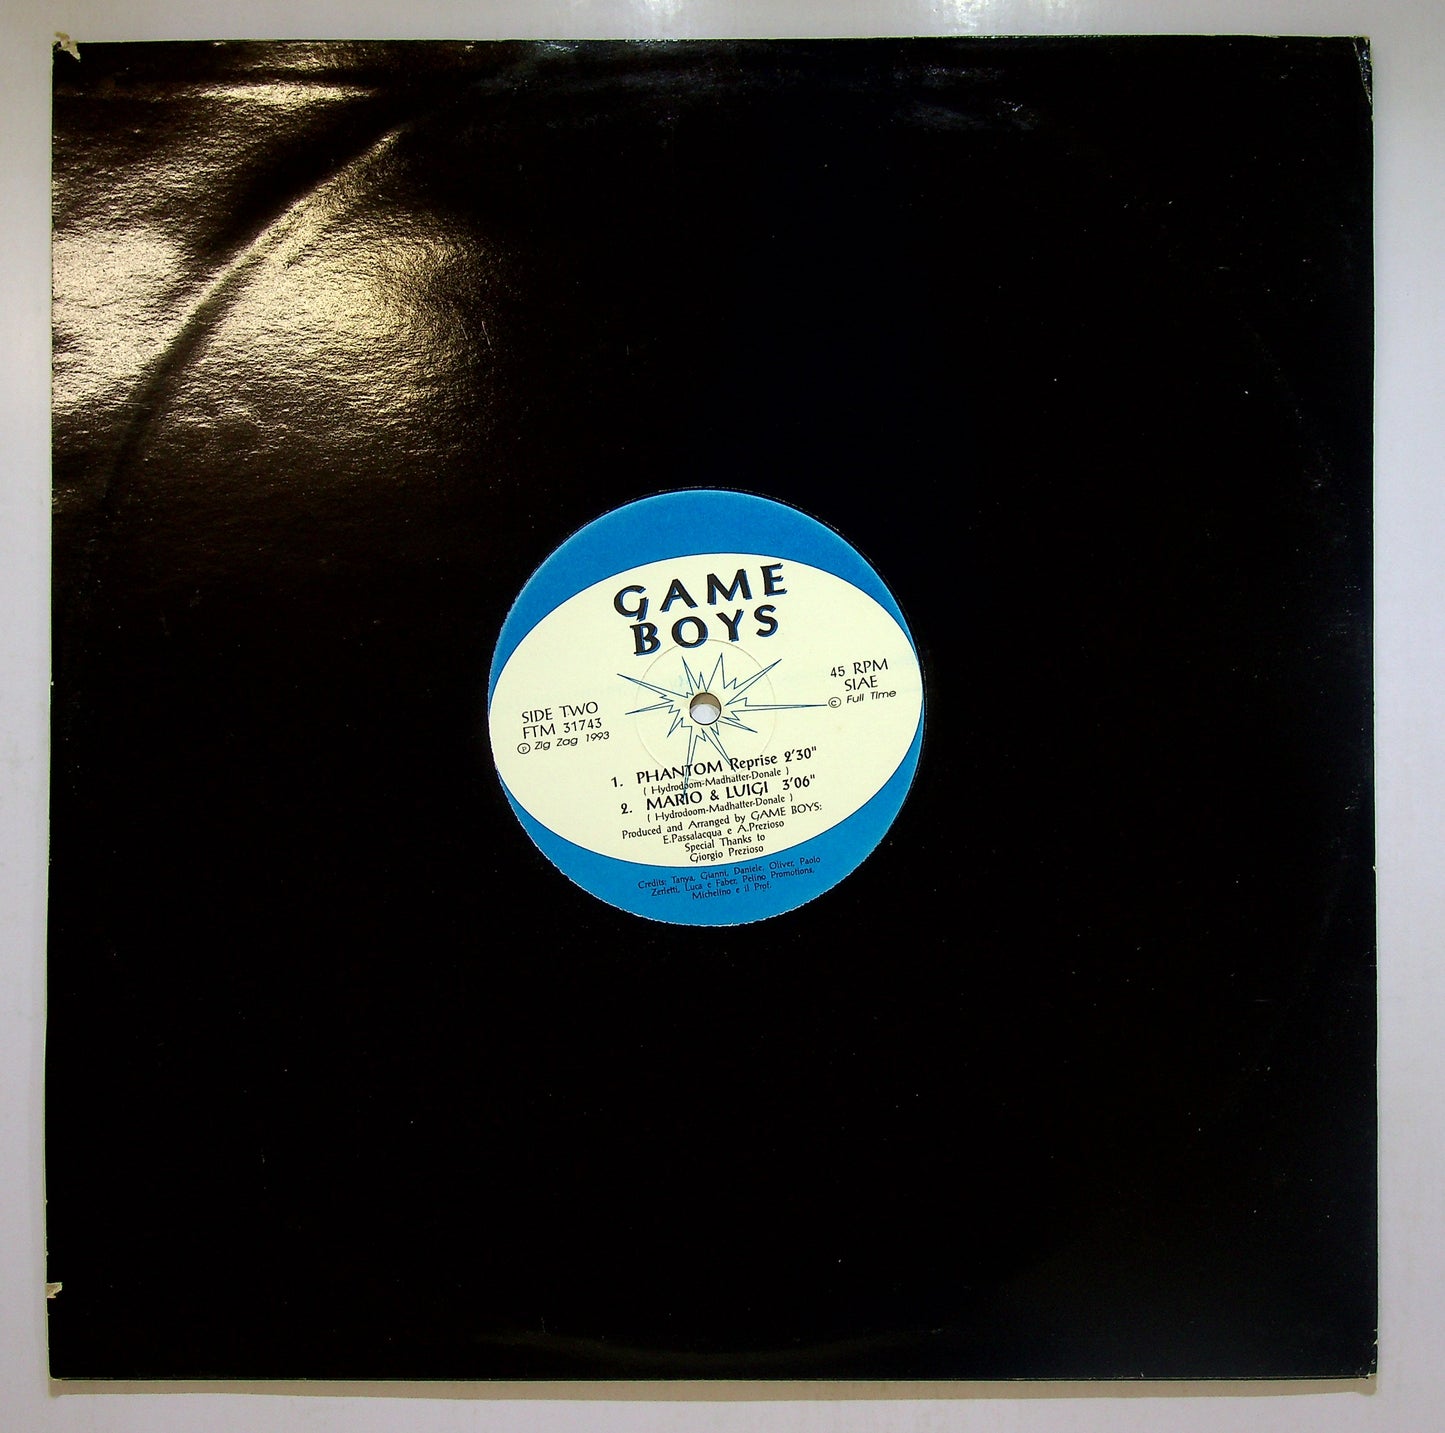 GAME
BOYS
45 RPM
SIAE
© Full Time
SIDE TWO
FTM 31743
℗ Zig Zag 1993
1. PHANTOM Reprise 2'30"
( Hydrodoom-Madhatter-Donale )
2. MARIO & LUIGI 3'06"
( Hydrodoom-Madhatter-Donale )
Produced and Arranged by GAME BOYS:
E.Passalacqua e A.Prezioso
Special Thanks to
Giorgio Prezioso
Credits: Tanya, Gianni, Daniele, Oliver, Paolo
Zerletti, Luca e Faber, Pelino Promotions,
Michelino e il Prof.